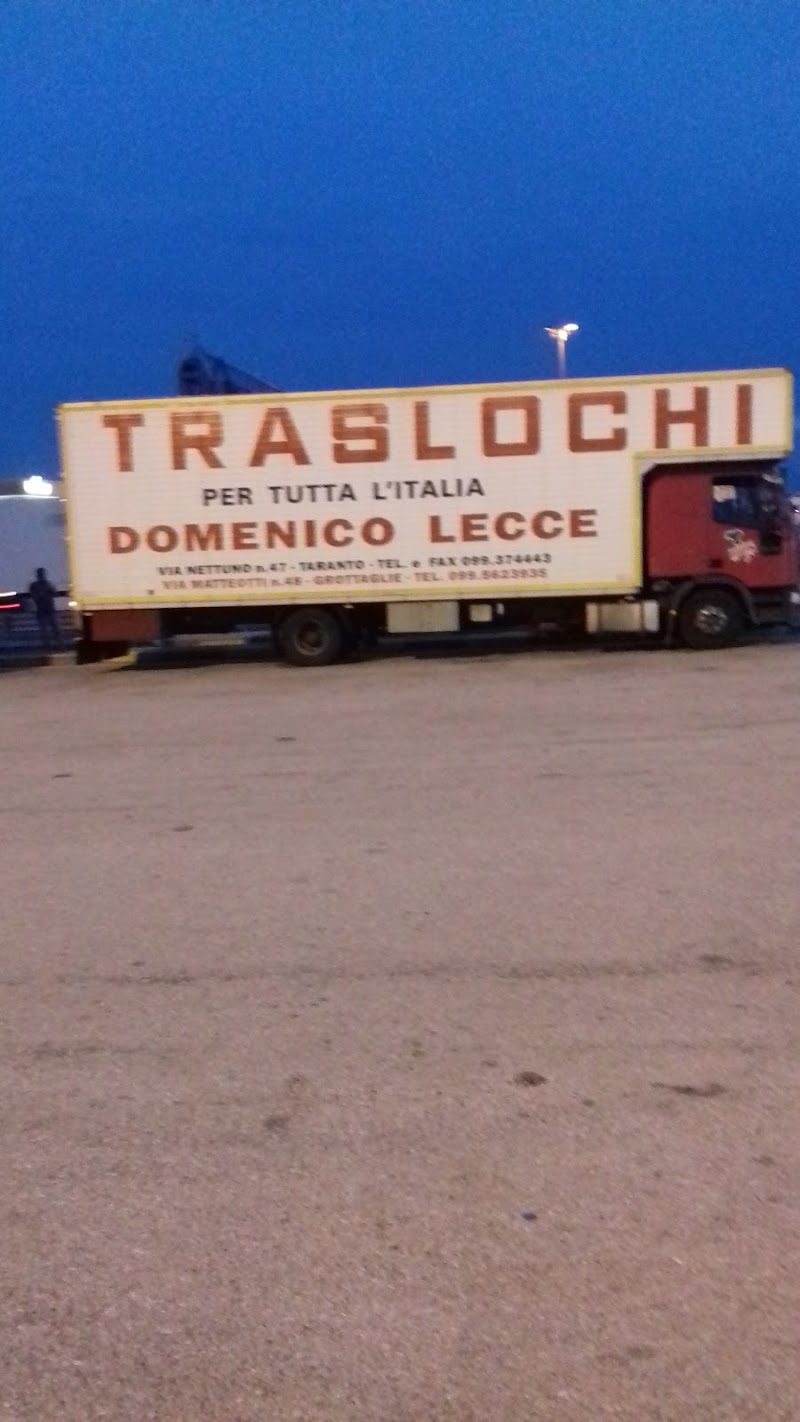 TRASLOCHI
PER TUTTA L'ITALIA
DOMENICO LECCE
VIA NETTUNO n.47 - TARANTO - TEL. e FAX 099.374443
VIA MATTEOTTI n.48 - GROTTAGLIE - TEL. 099.5623935